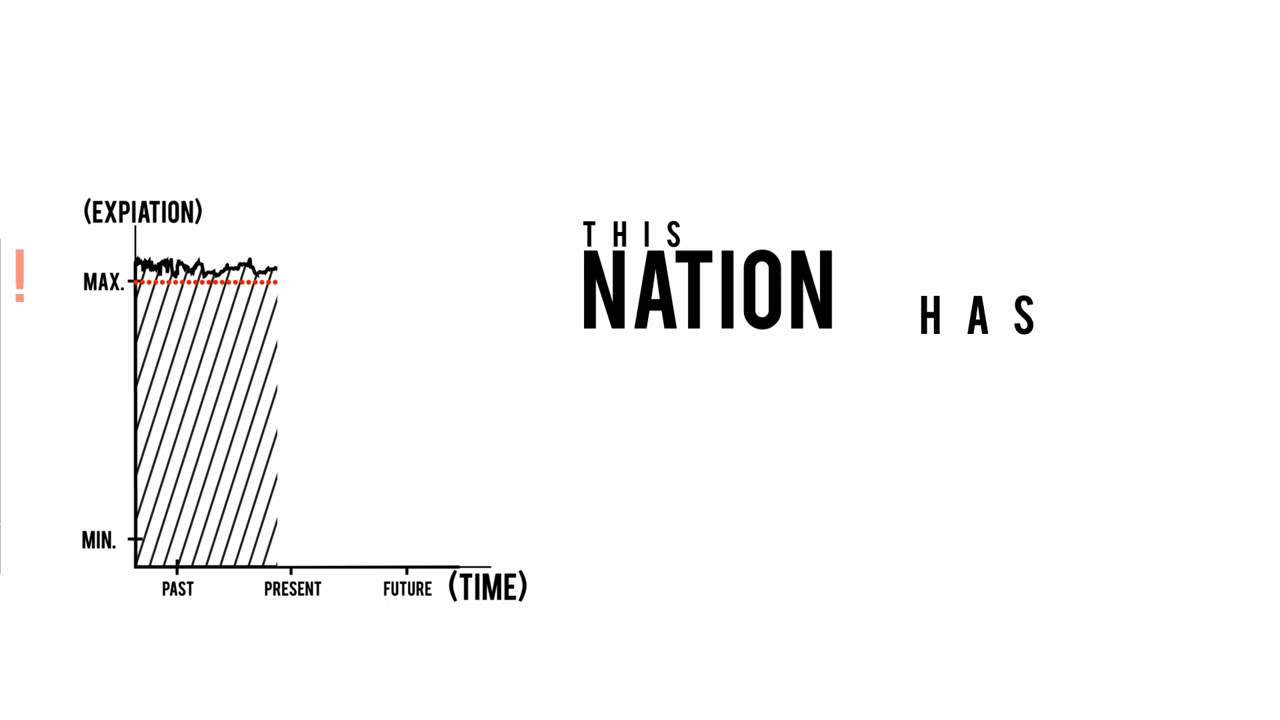 (EXPIATION)
!
MAX.
MIN.
PAST PRESENT FUTURE (TIME)
THIS
NATION
HAS